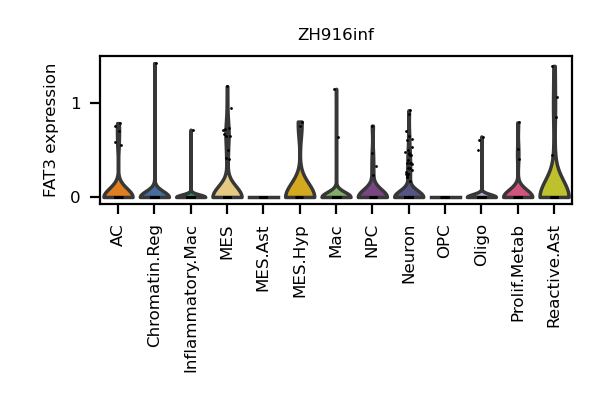 ZH916inf
FAT3 expression
1
0
AC
Chromatin.Reg
Inflammatory.Mac
MES
MES.Ast
MES.Hyp
Mac
NPC
Neuron
OPC
Oligo
Prolif.Metab
Reactive.Ast